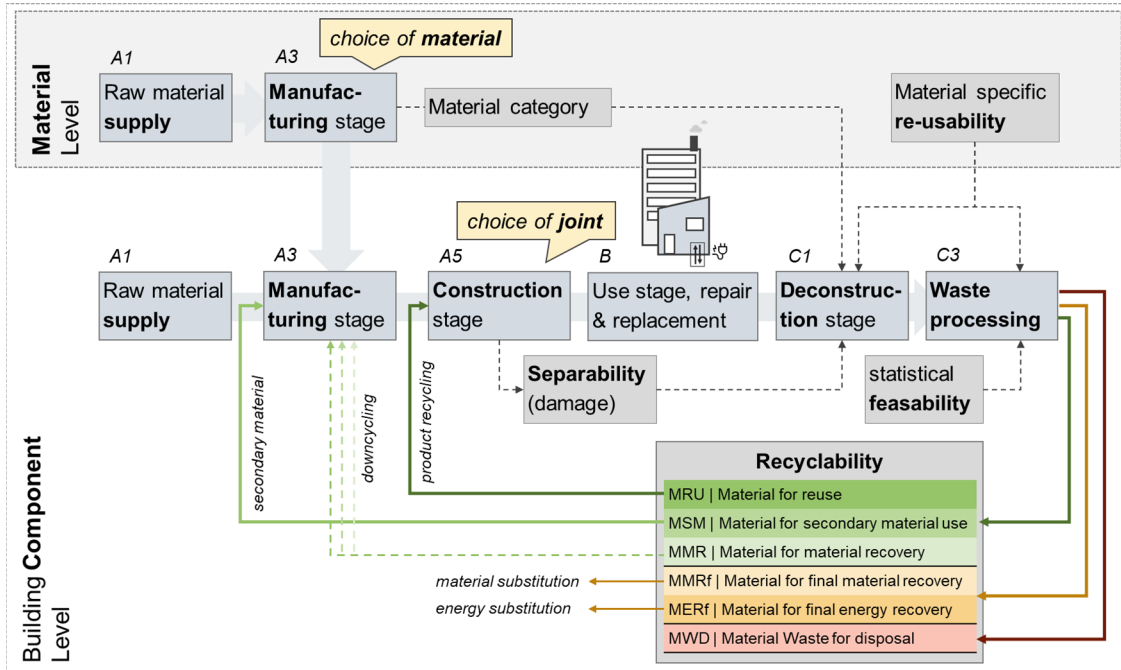 choice of material
A1
A3
Material
Level
Raw material
supply
Manufac-
turing stage
Material category
Material specific
re-usability
choice of joint
A1
A3
A5
B
C1
C3
Raw material
supply
Manufac-
turing stage
Construction
stage
Use stage, repair
& replacement
Deconstruc-
tion stage
Waste
processing
Separability
(damage)
statistical
feasability
secondary material
downcycling
product recycling
Building Component
Level
Recyclability
MRU | Material for reuse
MSM | Material for secondary material use
MMR | Material for material recovery
material substitution
MMRf | Material for final material recovery
energy substitution
MERf | Material for final energy recovery
MWD | Material Waste for disposal